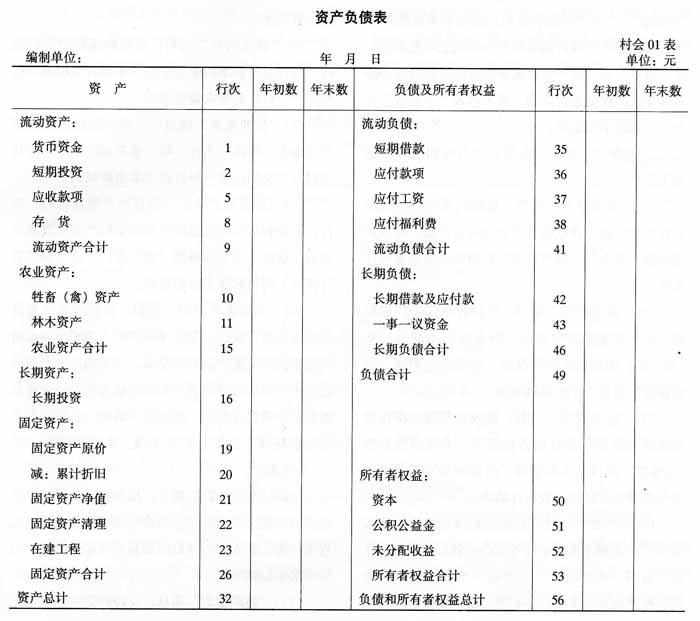 资产负债表
村会 01 表
编制单位： 年 月 日 单位：元
资 产 行次 年初数 年末数 负债及所有者权益 行次 年初数 年末数
流动资产： 流动负债：
货币资金 1 短期借款 35
短期投资 2 应付款项 36
应收款项 3 应付工资 37
存 货 8 应付福利费 38
流动资产合计 9 流动负债合计 41
农业资产： 长期负债：
牲畜（禽）资产 10 长期借款及应付款 42
林木资产 11 一事一议资金 43
农业资产合计 15 长期负债合计 46
长期资产： 负债合计 49
长期投资 16
固定资产：
固定资产原价 19
减：累计折旧 20 所有者权益：
固定资产净值 21 资本 50
固定资产清理 22 公积公益金 51
在建工程 23 未分配收益 52
固定资产合计 26 所有者权益合计 53
资产总计 32 负债和所有者权益总计 56